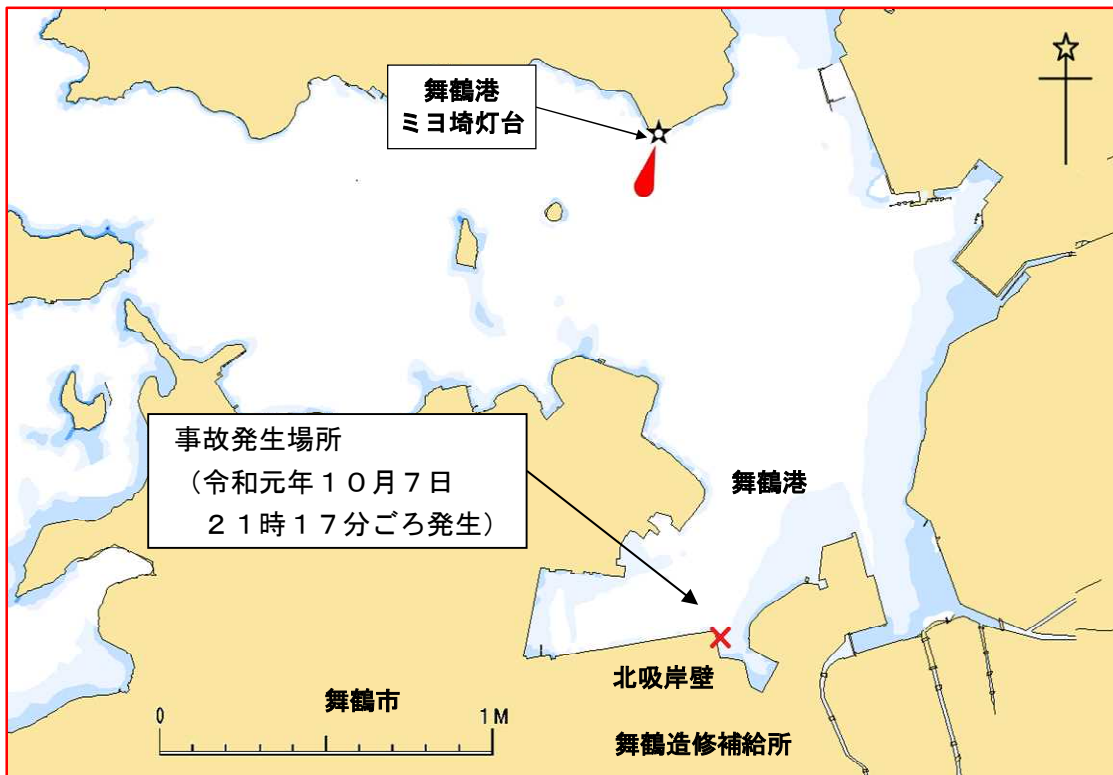 舞鶴港
ミヨ埼灯台
事故発生場所
（令和元年１０月７日
２１時１７分ごろ発生）
舞鶴港
北吸岸壁
舞鶴市
0
1M
舞鶴造修補給所